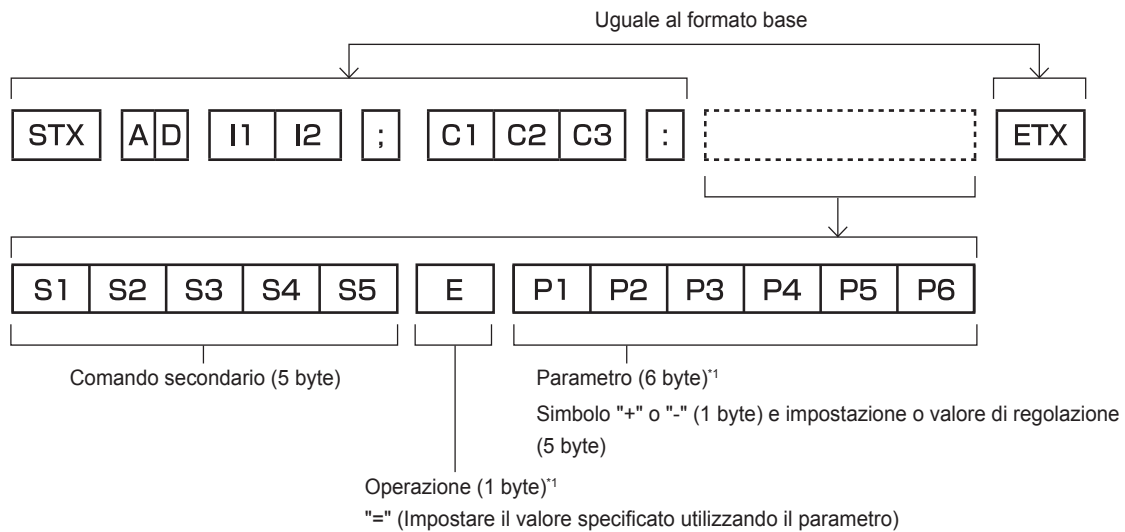 Uguale al formato base
STX A D I1 I2 ; C1 C2 C3 : ETX
S1 S2 S3 S4 S5 E P1 P2 P3 P4 P5 P6
Comando secondario (5 byte)
Parametro (6 byte)*1
Simbolo "+" o "-" (1 byte) e impostazione o valore di regolazione
(5 byte)
Operazione (1 byte)*1
"=" (Impostare il valore specificato utilizzando il parametro)